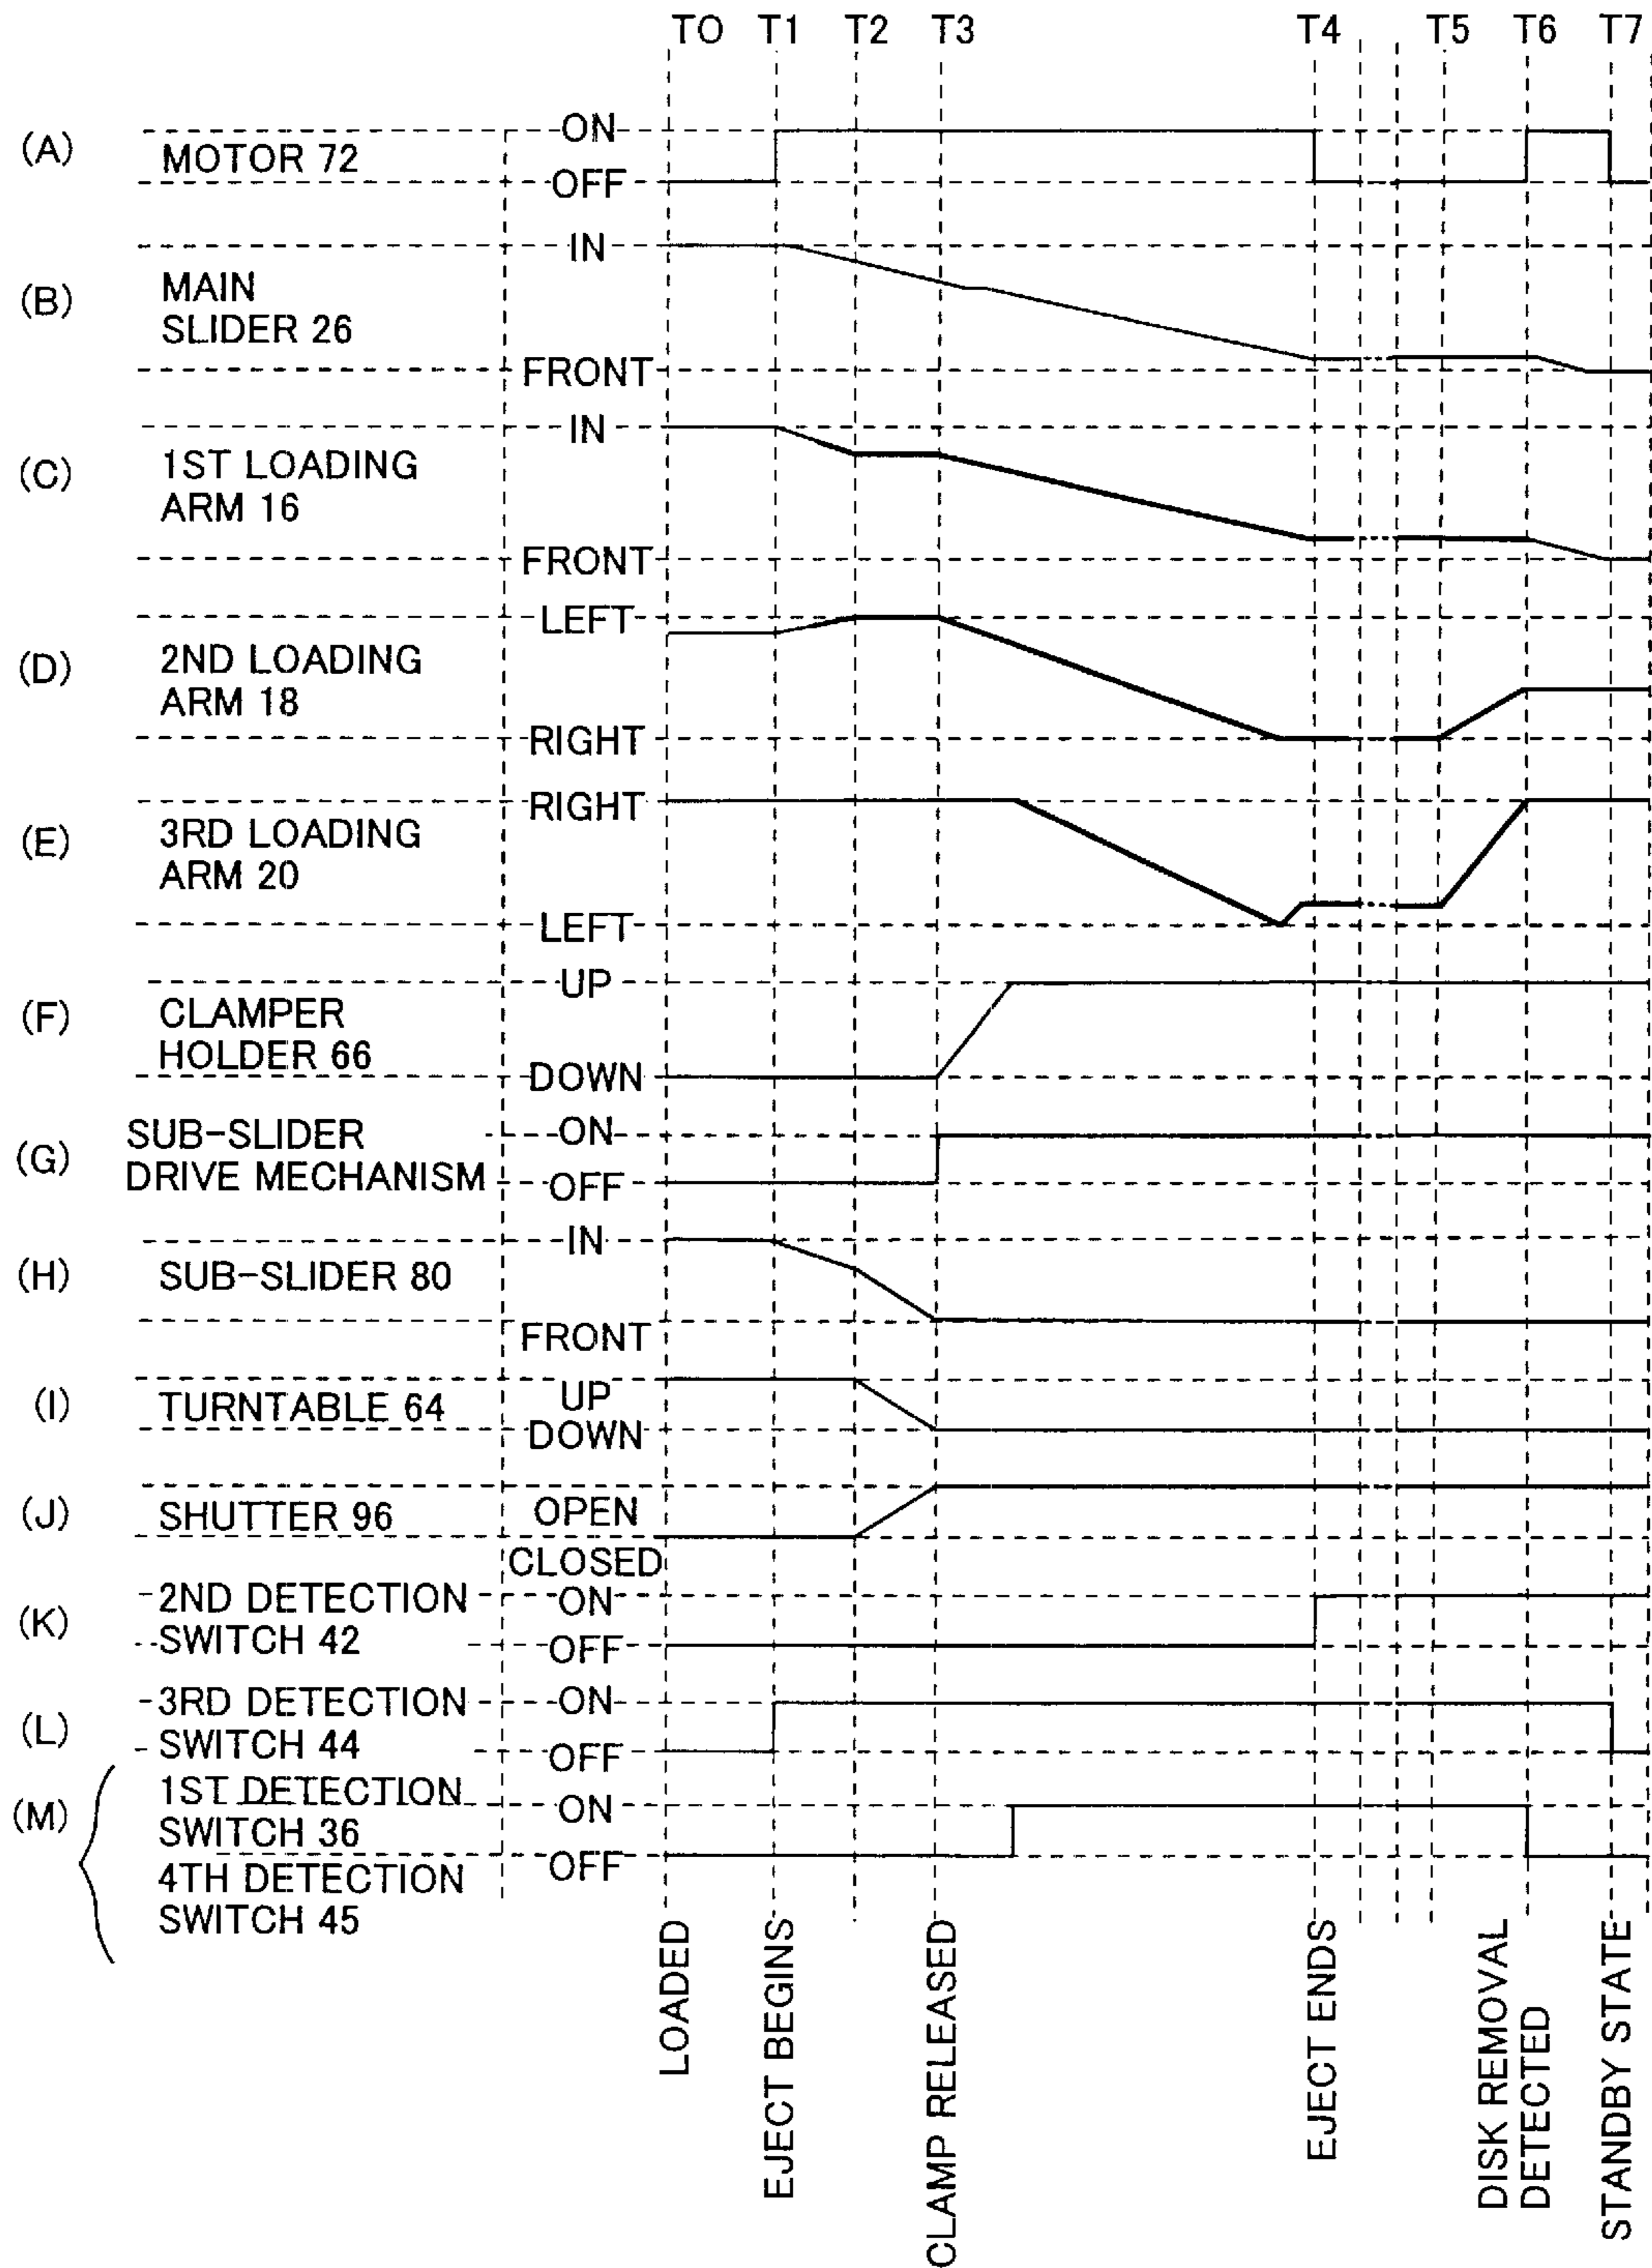 T0 T1 T2 T3 T4 T5 T6 T7
(A) MOTOR 72 ON
OFF
(B) MAIN
SLIDER 26 IN
FRONT
(C) 1ST LOADING
ARM 16 IN
FRONT
(D) 2ND LOADING
ARM 18 LEFT
RIGHT
(E) 3RD LOADING
ARM 20 RIGHT
LEFT
(F) CLAMPER
HOLDER 66 UP
DOWN
(G) SUB-SLIDER
DRIVE MECHANISM ON
OFF
(H) SUB-SLIDER 80 IN
FRONT
(I) TURNTABLE 64 UP
DOWN
(J) SHUTTER 96 OPEN
CLOSED
(K) 2ND DETECTION
SWITCH 42 ON
OFF
(L) 3RD DETECTION
SWITCH 44 ON
OFF
(M) 1ST DETECTION
SWITCH 36
4TH DETECTION
SWITCH 45 ON
OFF
LOADED
EJECT BEGINS
CLAMP RELEASED
EJECT ENDS
DISK REMOVAL
DETECTED
STANDBY STATE